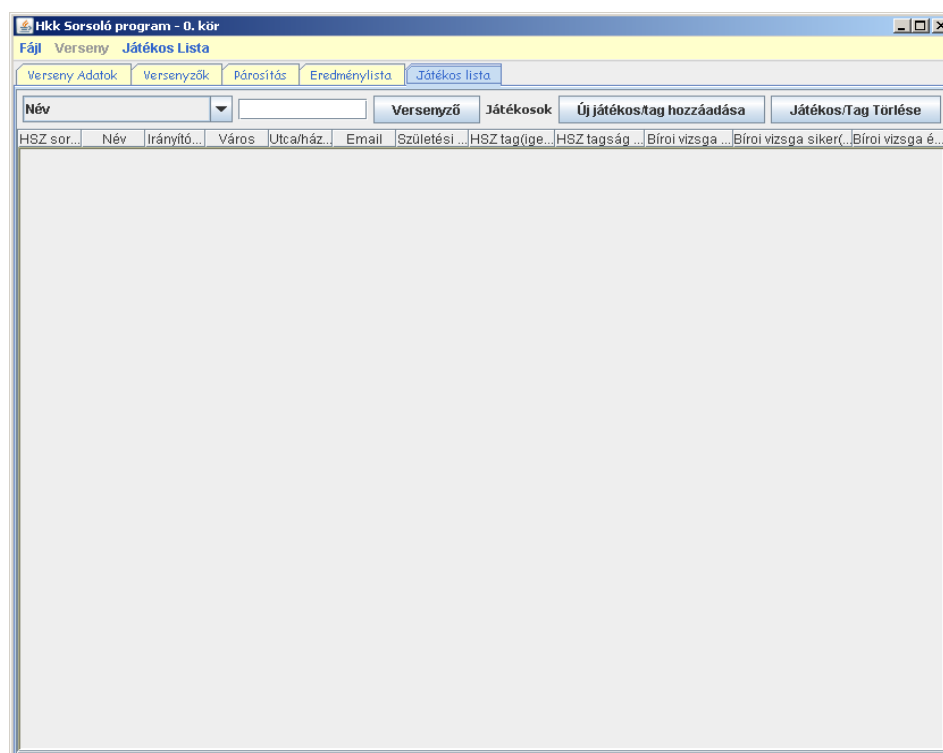 Hkk Sorsoló program - 0. kör
Fájl Verseny Játékos Lista
Verseny Adatok Versenyzők Párosítás Eredménylista Játékos lista
Név Versenyző Játékosok Új játékos/tag hozzáadása Játékos/Tag Törlése
HSZ sor... Név Irányító... Város Utca/ház... Email Születési ... HSZ tag(ige... HSZ tagság ... Bíroi vizsga ... Bíroi vizsga siker(... Bíroi vizsga é...